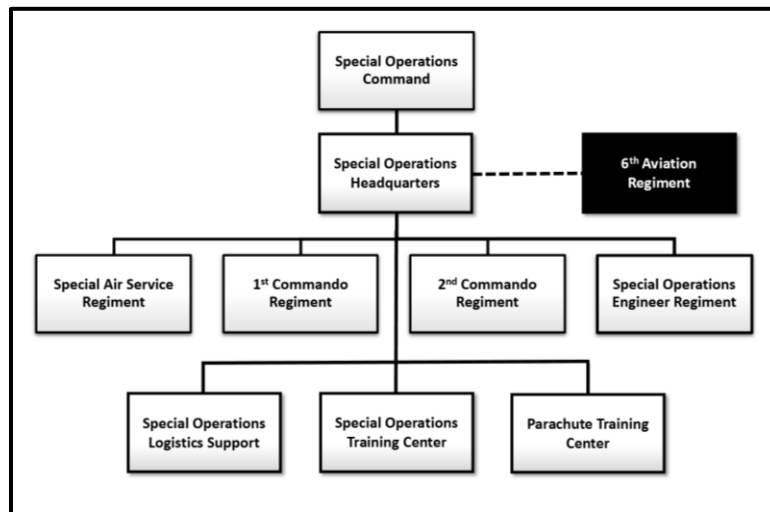 Special Operations
Command
Special Operations
Headquarters
6th Aviation
Regiment
Special Air Service
Regiment
1st Commando
Regiment
2nd Commando
Regiment
Special Operations
Engineer Regiment
Special Operations
Logistics Support
Special Operations
Training Center
Parachute Training
Center